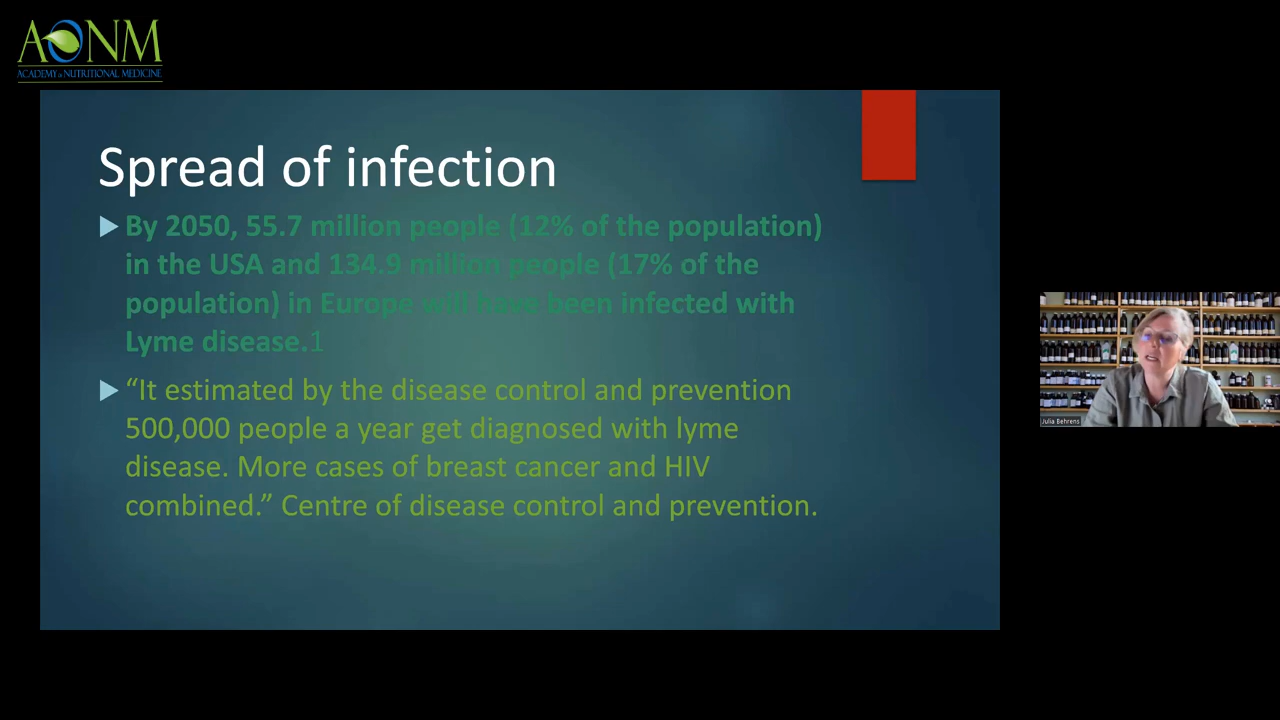 AONM
ACADEMY of NUTRITIONAL MEDICINE
Spread of infection
By 2050, 55.7 million people (12% of the population)
in the USA and 134.9 million people (17% of the
population) in Europe will have been infected with
Lyme disease.1
“It estimated by the disease control and prevention
500,000 people a year get diagnosed with lyme
disease. More cases of breast cancer and HIV
combined.” Centre of disease control and prevention.
Julia Behrens